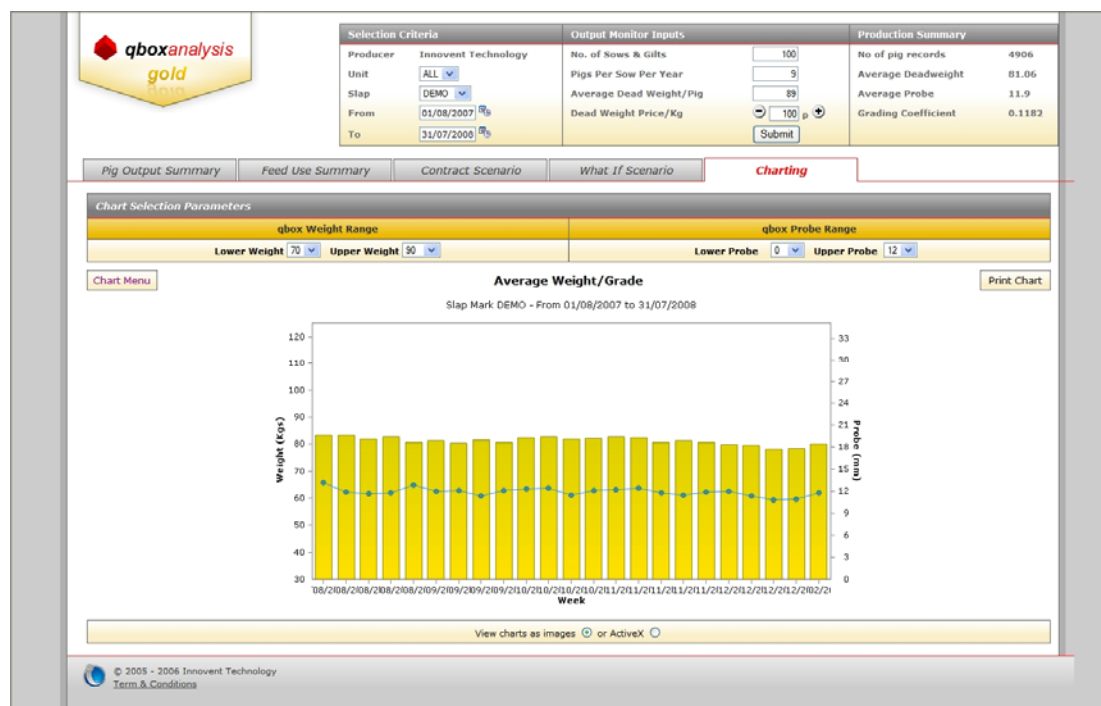 qboxanalysis
gold
Selection Criteria
Producer Innovent Technology
Unit ALL
Slap DEMO
From 01/08/2007
To 31/07/2008
Output Monitor Inputs
No. of Sows & Gilts 100
Pigs Per Sow Per Year 9
Average Dead Weight/Pig 89
Dead Weight Price/Kg 100 p
Submit
Production Summary
No of pig records 4906
Average Deadweight 81.06
Average Probe 11.9
Grading Coefficient 0.1182
Pig Output Summary Feed Use Summary Contract Scenario What If Scenario Charting
Chart Selection Parameters
qbox Weight Range qbox Probe Range
Lower Weight 70 Upper Weight 90 Lower Probe 0 Upper Probe 12
Chart Menu Average Weight/Grade Print Chart
Slap Mark DEMO - From 01/08/2007 to 31/07/2008
120
110
100
90
80
70
60
50
40
30
Weight (Kgs)
33
30
27
24
21
18
15
12
9
6
3
0
Probe (mm)
Week
View charts as images or ActiveX
© 2005 - 2006 Innovent Technology
Term & Conditions